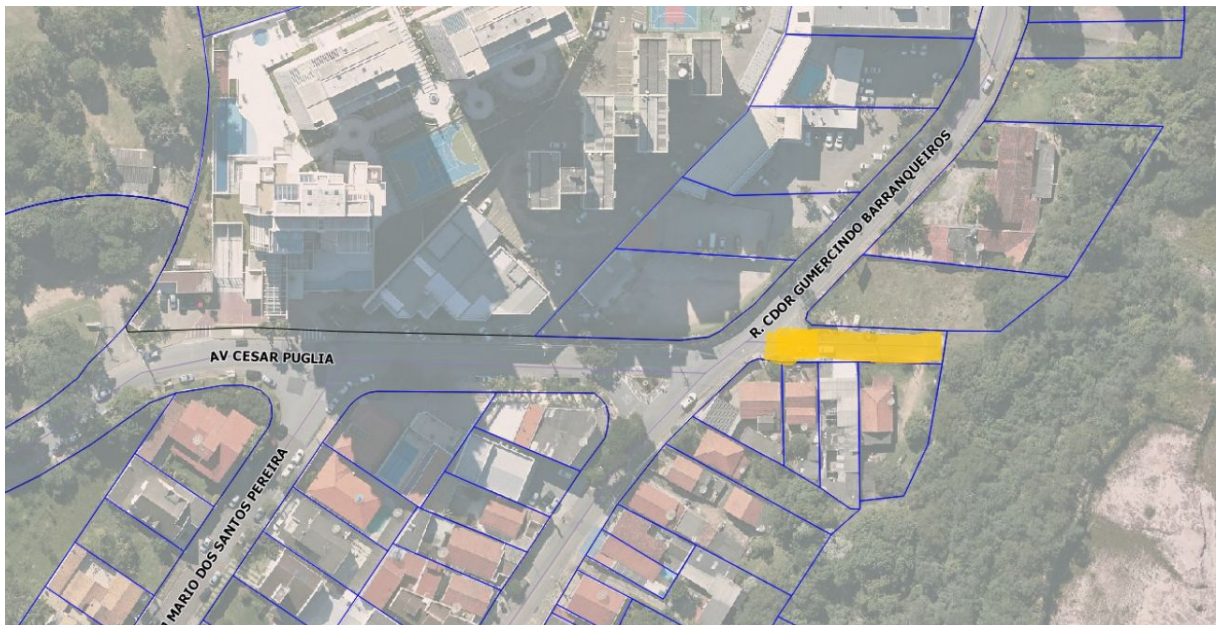 R. CDOR GUMERCINDO BARRANQUEIROS
AV CESAR PUGLIA
MARIO DOS SANTOS PEREIRA